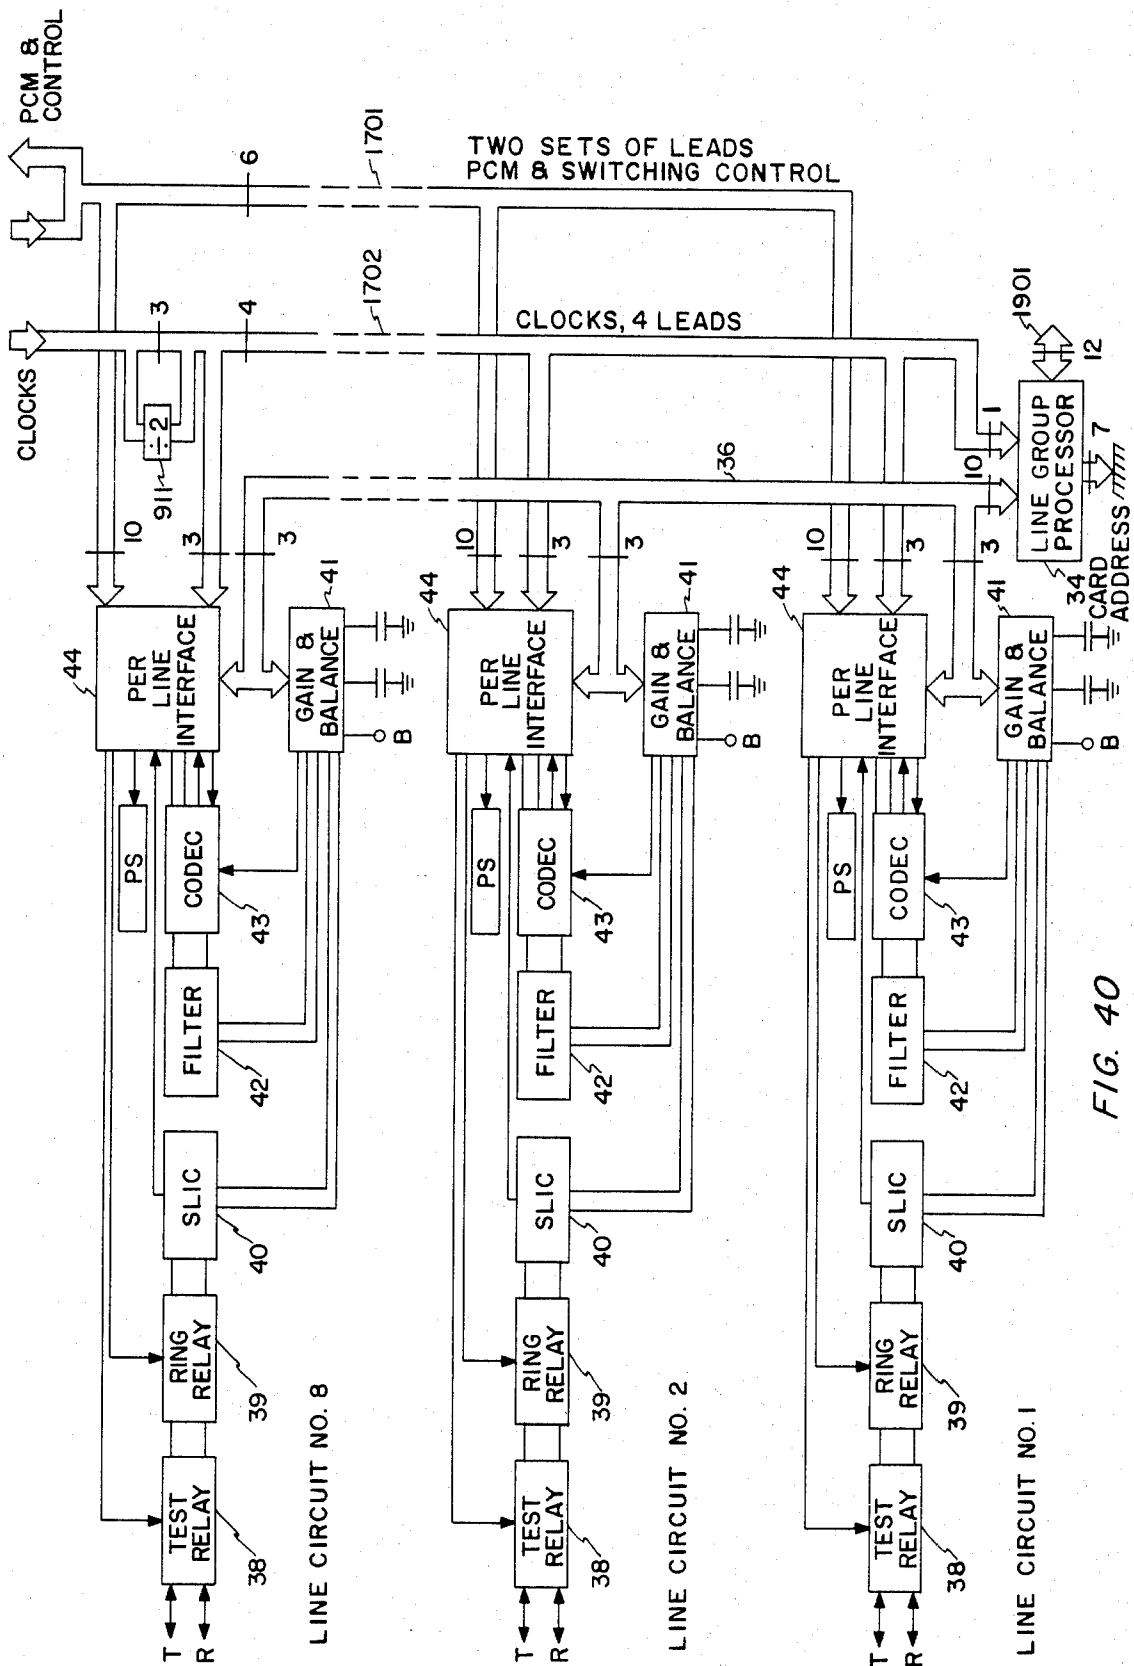 PCM &
CONTROL
CLOCKS
6
1701
TWO SETS OF LEADS
PCM & SWITCHING CONTROL
3
4
1702
CLOCKS, 4 LEADS
÷2
911
36
1901
12
1
10
LINE GROUP
PROCESSOR
34
7
CARD
ADDRESS
10
3
3
44
PER
LINE
INTERFACE
41
GAIN &
BALANCE
B
PS
CODEC
43
FILTER
42
SLIC
40
RING
RELAY
39
TEST
RELAY
38
T
R
LINE CIRCUIT NO. 8
10
3
3
44
PER
LINE
INTERFACE
41
GAIN &
BALANCE
B
PS
CODEC
43
FILTER
42
SLIC
40
RING
RELAY
39
TEST
RELAY
38
T
R
LINE CIRCUIT NO. 2
10
3
3
44
PER
LINE
INTERFACE
41
GAIN &
BALANCE
B
PS
CODEC
43
FILTER
42
SLIC
40
RING
RELAY
39
TEST
RELAY
38
T
R
LINE CIRCUIT NO. 1
FIG. 40